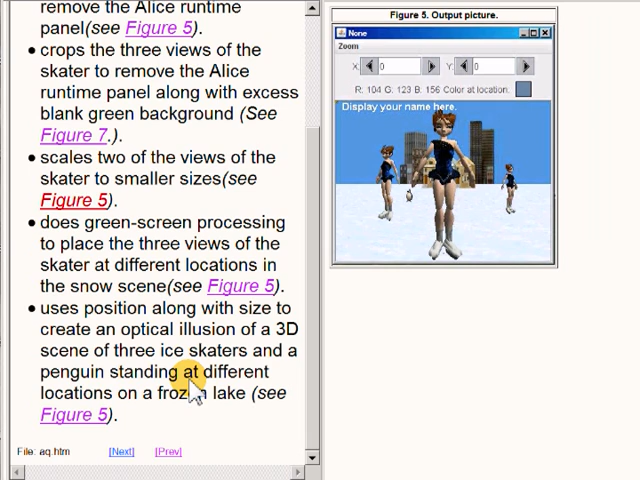 remove the Alice runtime
panel(see Figure 5).
• crops the three views of the
skater to remove the Alice
runtime panel along with excess
blank green background (See
Figure 7.).
• scales two of the views of the
skater to smaller sizes(see
Figure 5).
• does green-screen processing
to place the three views of the
skater at different locations in
the snow scene(see Figure 5).
• uses position along with size to
create an optical illusion of a 3D
scene of three ice skaters and a
penguin standing at different
locations on a frozen lake (see
Figure 5).
File: aq.htm [Next] [Prev]
Figure 5. Output picture.
None
Zoom
X: 0 Y: 0
R: 104 G: 123 B: 156 Color at location:
Display your name here.